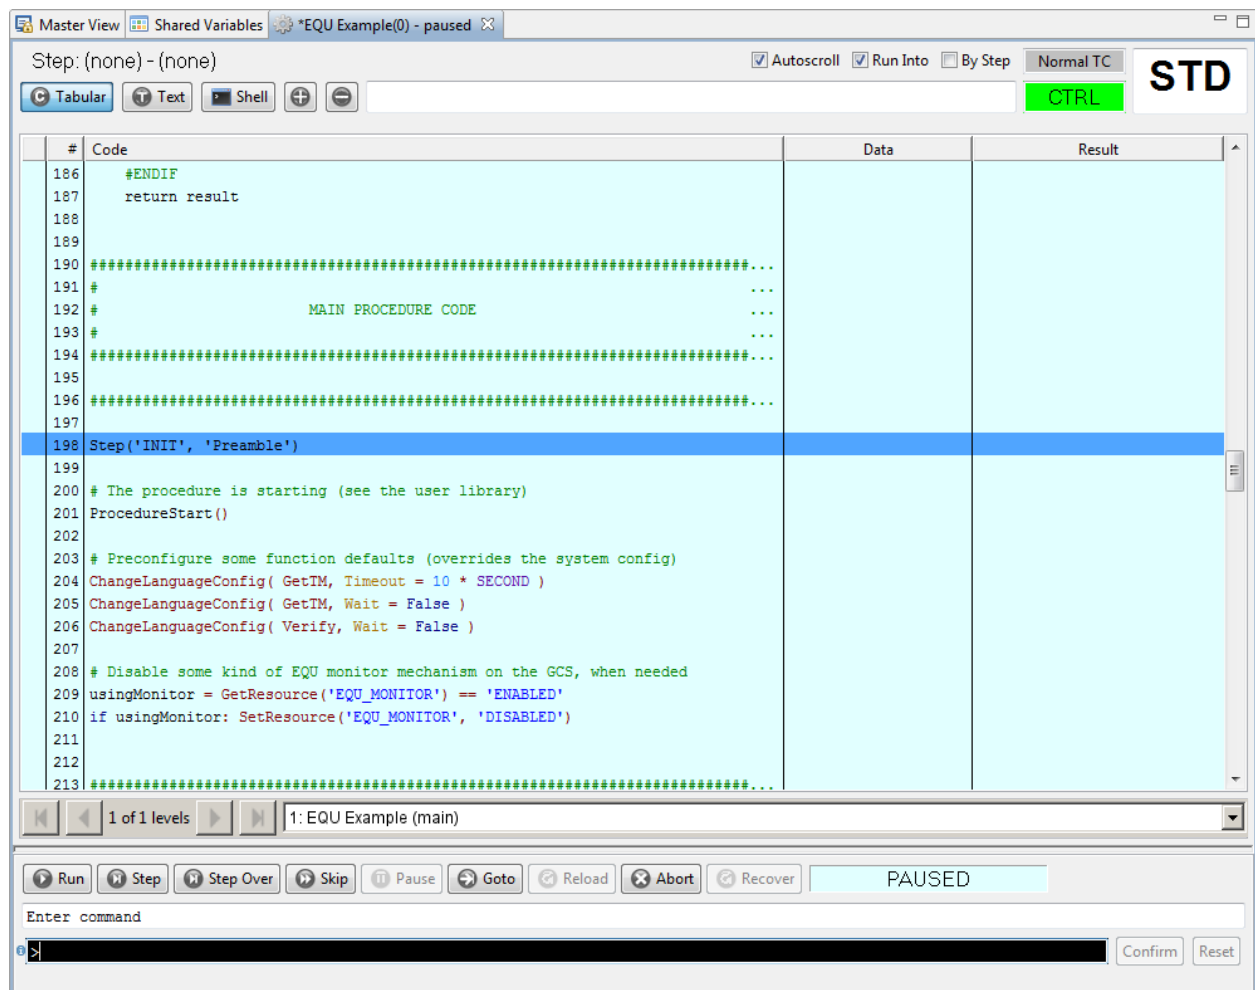 Master View Shared Variables *EQU Example(0) - paused
Step: (none) - (none) Autoscroll Run Into By Step Normal TC STD
Tabular Text Shell CTRL
# Code Data Result
186 #ENDIF
187 return result
188
189
190 ###########################################################################...
191 # ...
192 # MAIN PROCEDURE CODE ...
193 # ...
194 ###########################################################################...
195
196 ###########################################################################...
197
198 Step('INIT', 'Preamble')
199
200 # The procedure is starting (see the user library)
201 ProcedureStart()
202
203 # Preconfigure some function defaults (overrides the system config)
204 ChangeLanguageConfig( GetTM, Timeout = 10 * SECOND )
205 ChangeLanguageConfig( GetTM, Wait = False )
206 ChangeLanguageConfig( Verify, Wait = False )
207
208 # Disable some kind of EQU monitor mechanism on the GCS, when needed
209 usingMonitor = GetResource('EQU_MONITOR') == 'ENABLED'
210 if usingMonitor: SetResource('EQU_MONITOR', 'DISABLED')
211
212
213 ###########################################################################...
1 of 1 levels 1: EQU Example (main)
Run Step Step Over Skip Pause Goto Reload Abort Recover PAUSED
Enter command
> Confirm Reset